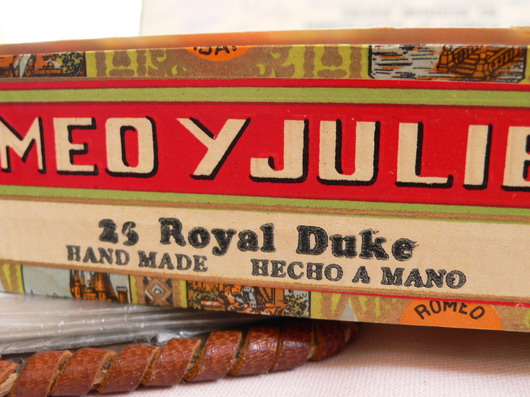 MEO Y JULIE
25 Royal Duke
HAND MADE HECHO A MANO
ROMEO